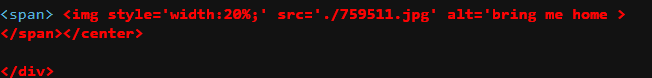 <span> <img style='width:20%;' src='./759511.jpg' alt='bring me home >
</span></center>
</div>